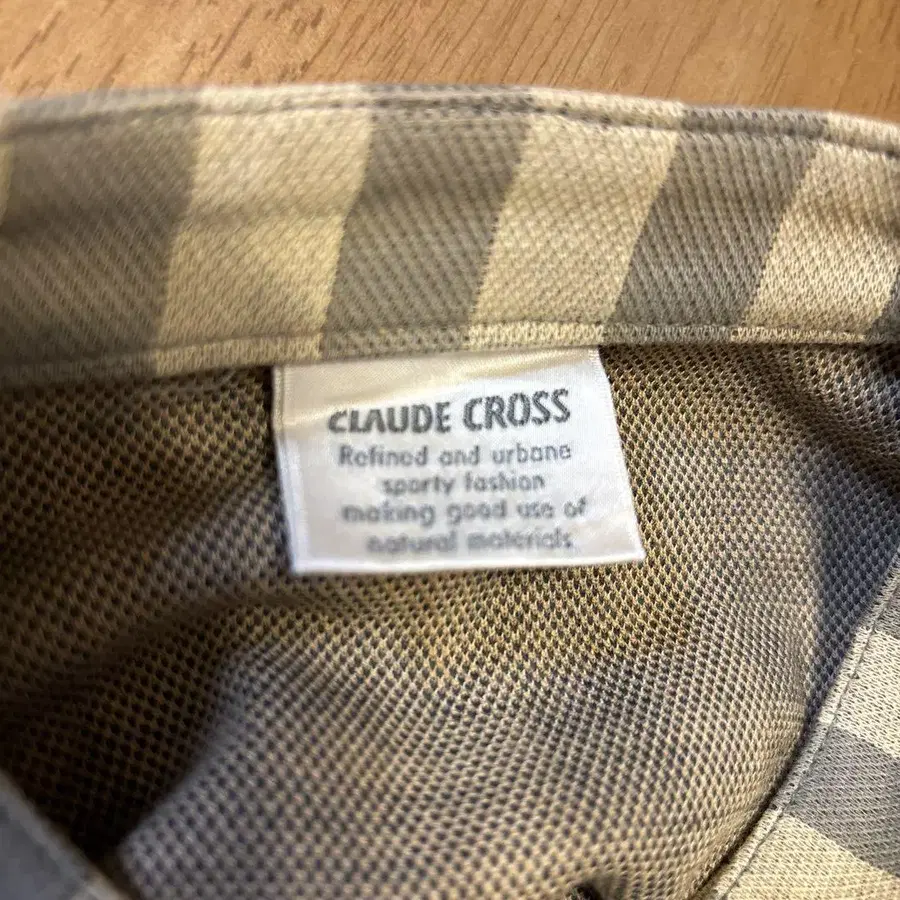 CLAUDE CROSS
Refined and urbane
sporty fashion
making good use of
natural materials